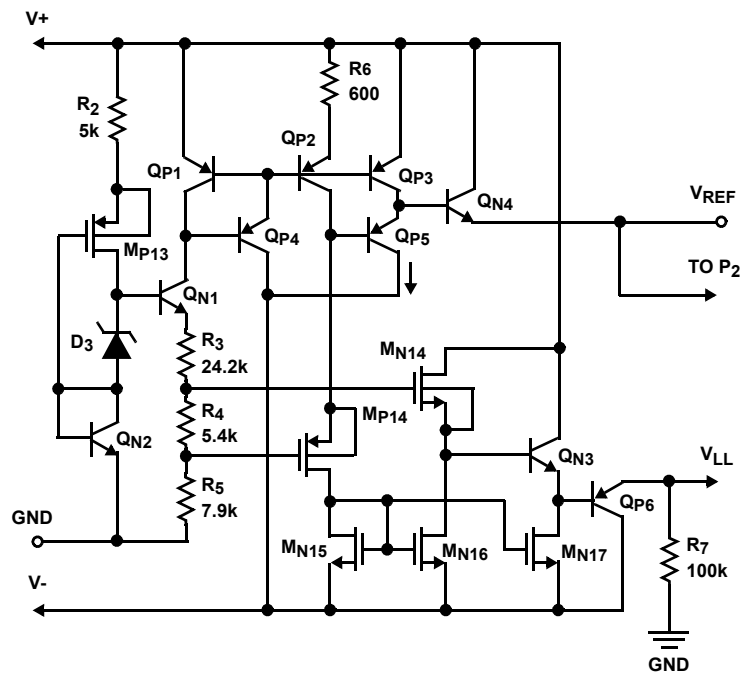 V+
R2
5k
R6
600
QP1
QP2
QP3
QN4
VREF
MP13
QP4
QP5
TO P2
QN1
D3
R3
24.2k
MN14
R4
5.4k
MP14
QN2
QN3
VLL
R5
7.9k
QP6
GND
MN15
MN16
MN17
R7
100k
V-
GND